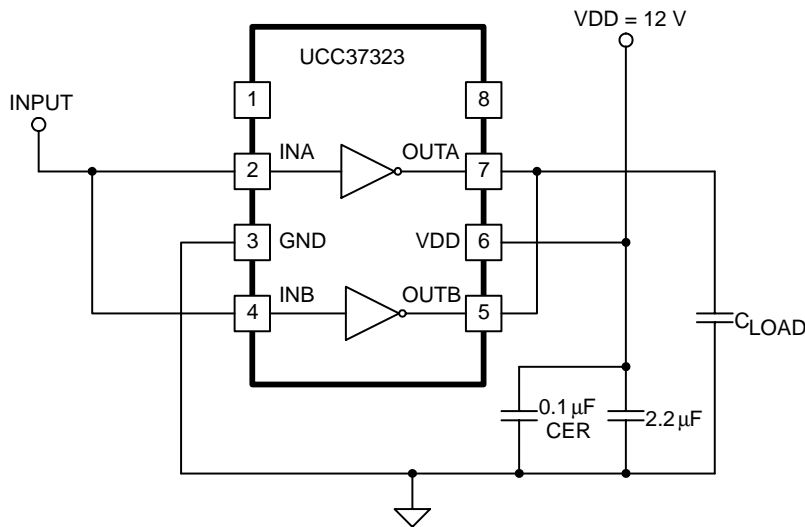 VDD = 12 V
UCC37323
INPUT
1
8
INA
OUTA
2
7
3
GND
VDD
6
INB
OUTB
4
5
CLOAD
0.1 µF
CER
2.2 µF